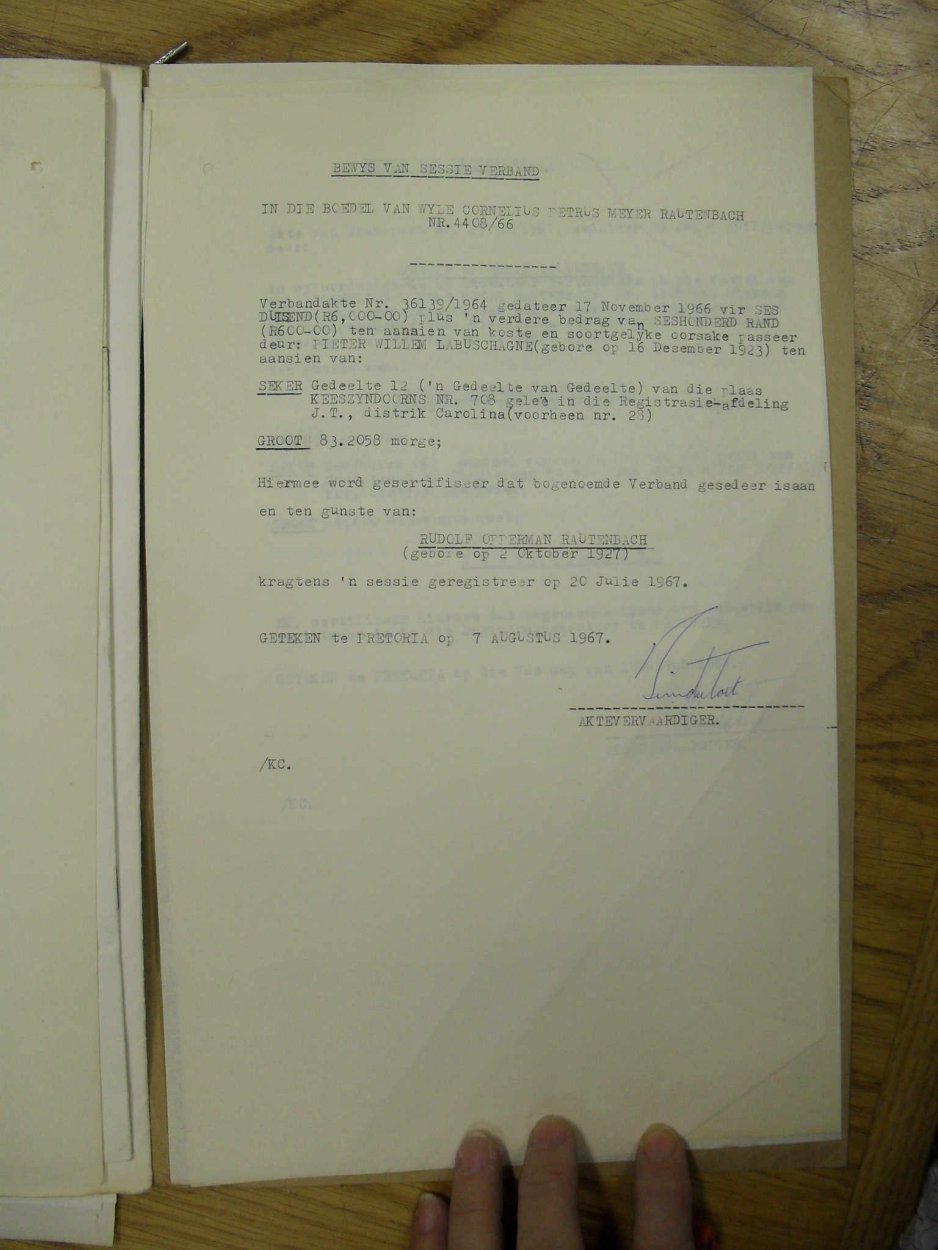 BEWYS VAN SESSIE VERBAND
IN DIE BOEDEL VAN WYLE CORNELIUS PETRUS MEYER RAUTENBACH
NR.4408/66
Verbandakte Nr. 36139/1964 gedateer 17 November 1966 vir SES
DUISEND(R6,000-00) plus 'n verdere bedrag van SESHONDERD RAND
(R600-00) ten aansien van koste en soortgelyke oorsake passeer
deur: PIETER WILLEM LABUSCHAGNE(gebore op 16 Desember 1923) ten
aansien van:
SEKER Gedeelte 12 ('n Gedeelte van Gedeelte) van die plaas
KEESZYNDOORNS NR. 708 geleë in die Registrasie-afdeling
J.T., distrik Carolina(voorheen nr. 28)
GROOT 83.2058 morge;
Hiermee word gesertifiseer dat bogenoemde Verband gesedeer isaan
en ten gunste van:
RUDOLF OPPERMAN RAUTENBACH
(gebore op 2 Oktober 1927)
kragtens 'n sessie geregistreer op 20 Julie 1967.
GETEKEN te PRETORIA op 7 AUGUSTUS 1967.
AKTEVERVAARDIGER.
/KC.